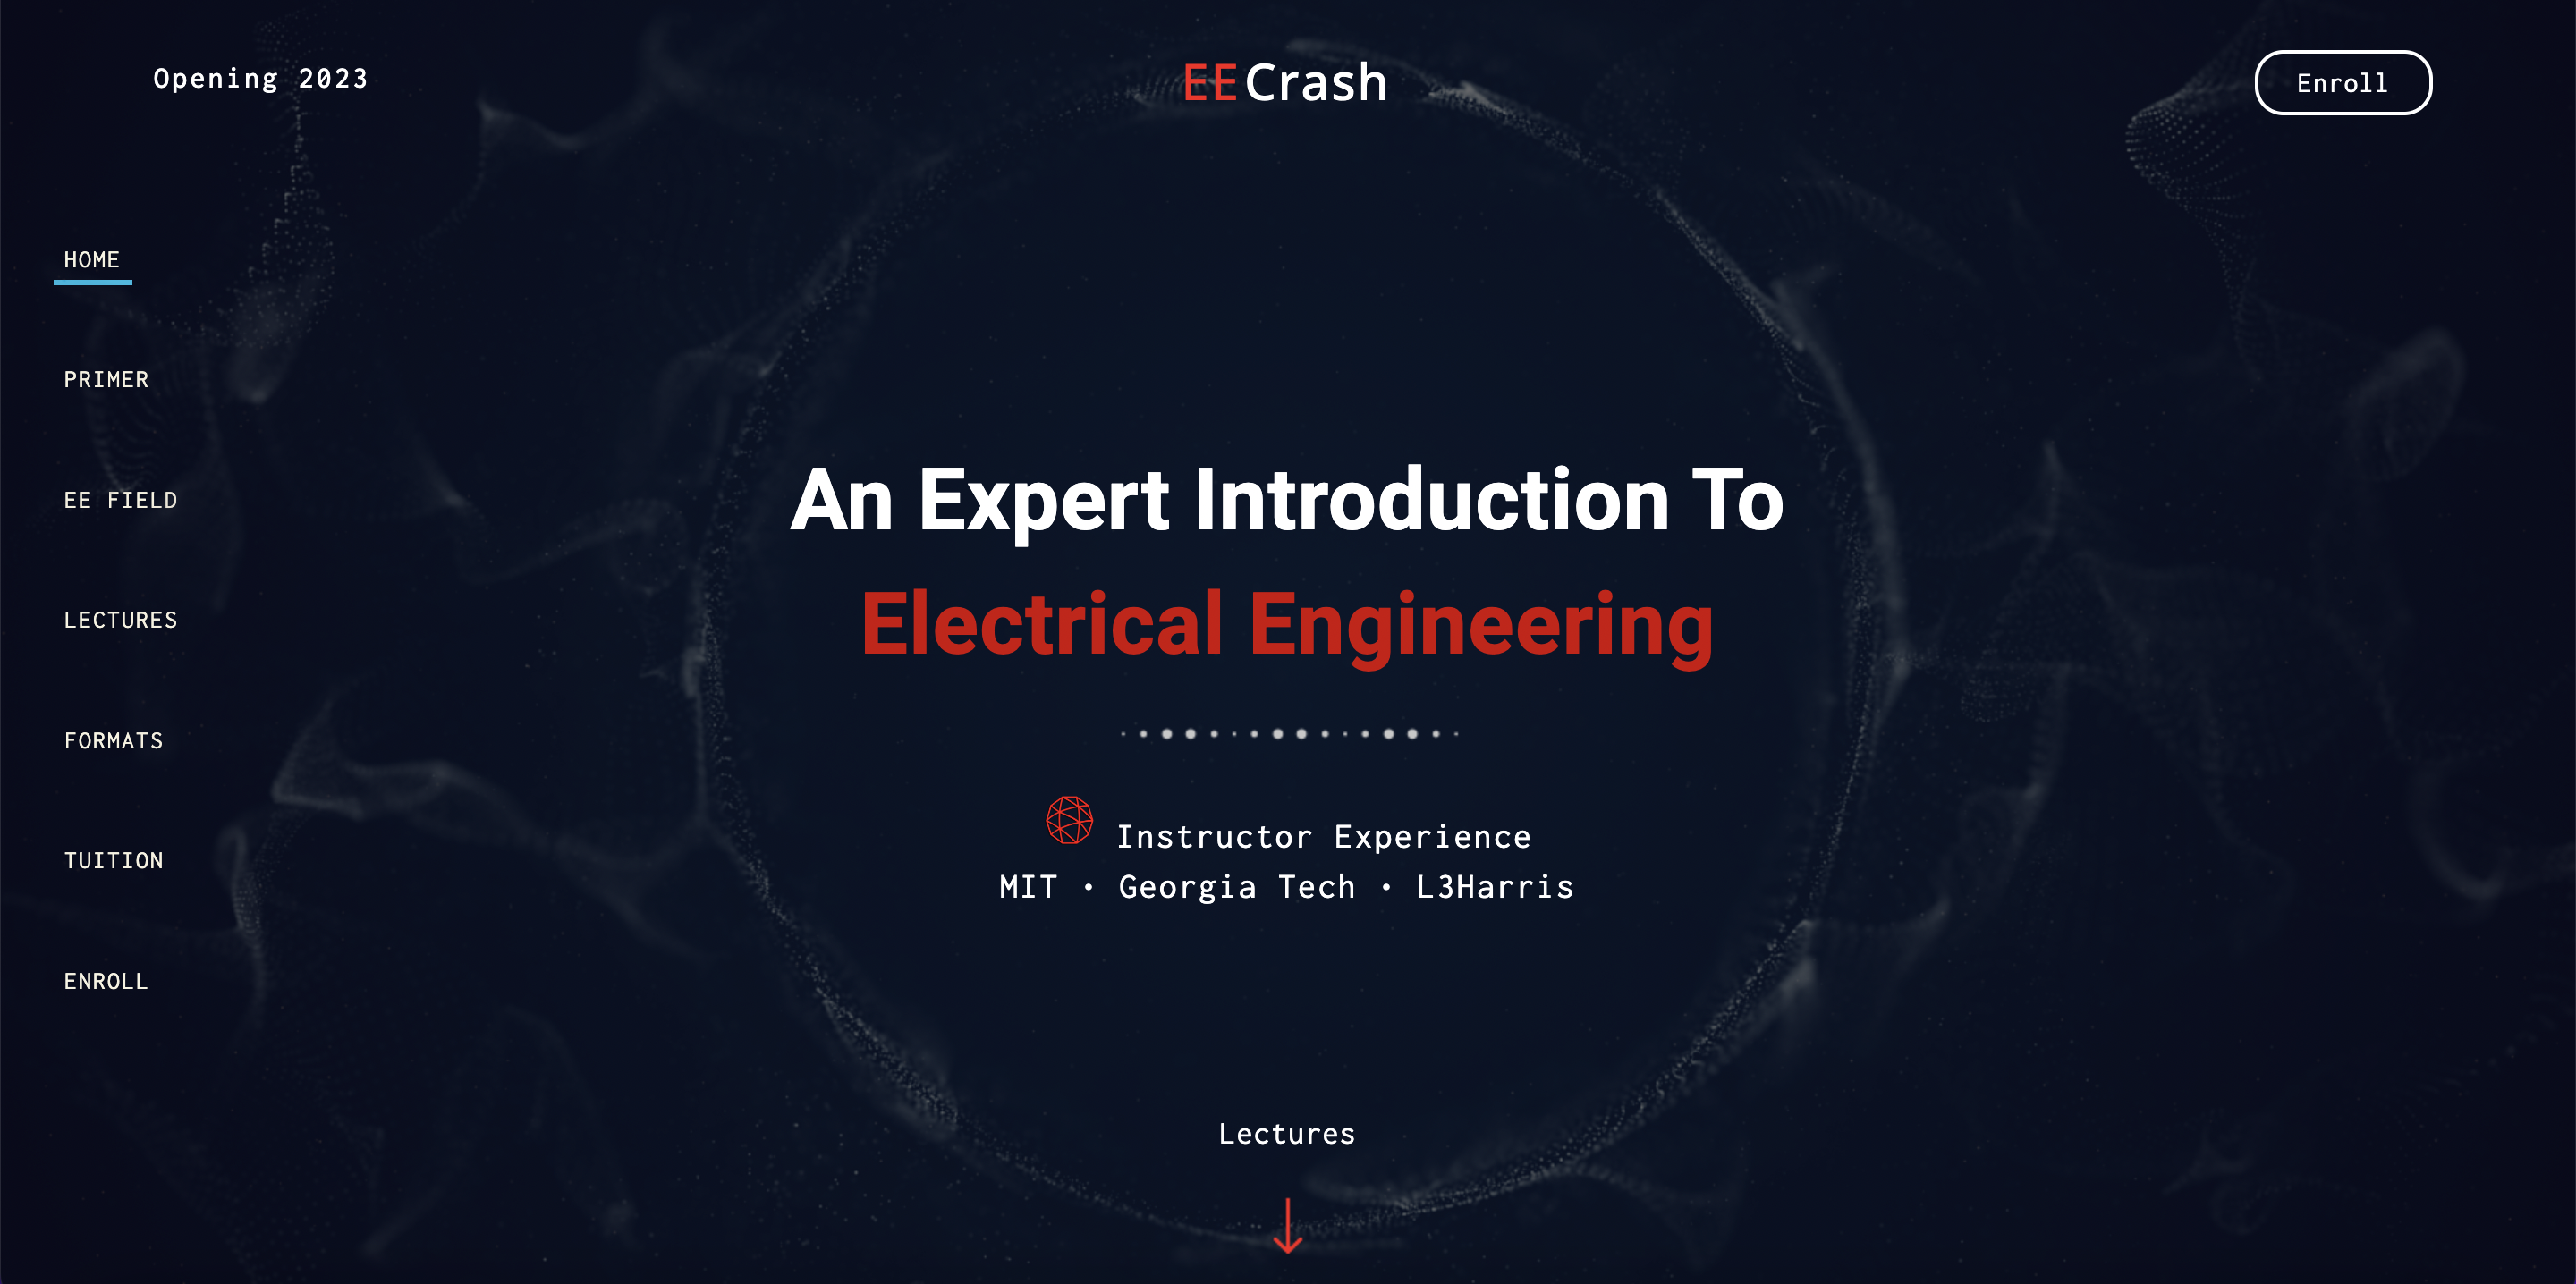 Opening 2023
EECrash
Enroll
HOME
PRIMER
EE FIELD
LECTURES
FORMATS
TUITION
ENROLL
An Expert Introduction To
Electrical Engineering
Instructor Experience
MIT • Georgia Tech • L3Harris
Lectures